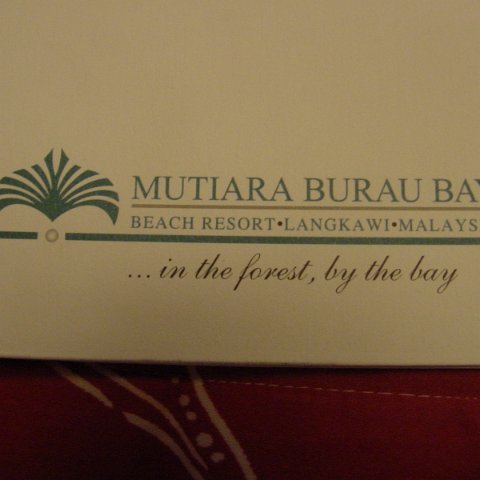 MUTIARA BURAU BAY
BEACH RESORT•LANGKAWI•MALAYS
... in the forest, by the bay